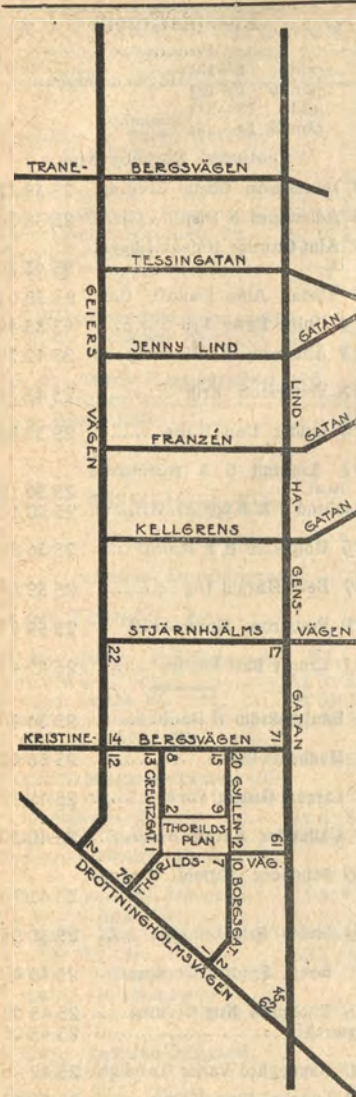 TRANE- BERGSVÄGEN
TESSINGATAN
GEIERS VÄGEN
JENNY LIND GATAN
LIND- HA- GENS- GATAN
FRANZÉN GATAN
KELLGRENS GATAN
STJÄRNHJÄLMS VÄGEN
22 17
KRISTINE- 14 BERGSVÄGEN 71
12 13 8 15 20
CREUTZGAT. 1
2 9
THORILDS-
PLAN
GYLLEN- 12 61
BORGSGAT.
THORILDS- 7 VÄG.
2 76
1 2
DROTTNINGHOLMSVÄGEN
62 45